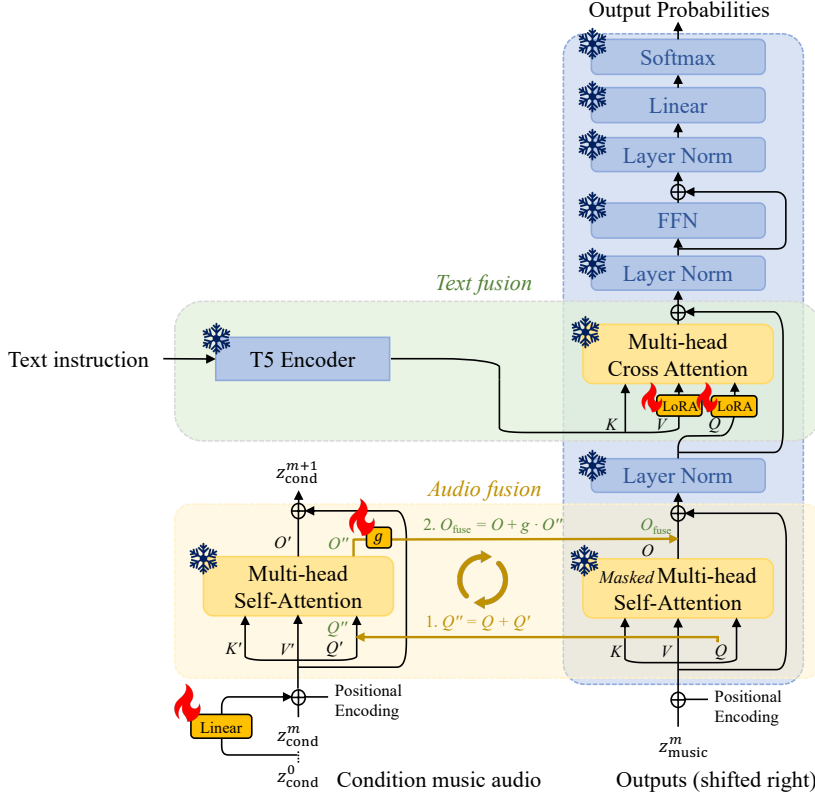 Output Probabilities
Softmax
Linear
Layer Norm
FFN
Layer Norm
Text fusion
Text instruction
T5 Encoder
Multi-head
Cross Attention
LoRA
LoRA
K
V
Q
Layer Norm
z_cond^{m+1}
Audio fusion
O'
O''
g
2. O_fuse = O + g · O''
O_fuse
O
Multi-head
Self-Attention
Masked Multi-head
Self-Attention
Q''
1. Q'' = Q + Q'
K'
V'
Q'
K
V
Q
Positional
Encoding
Positional
Encoding
Linear
z_cond^m
z_music^m
z_cond^0
Condition music audio
Outputs (shifted right)